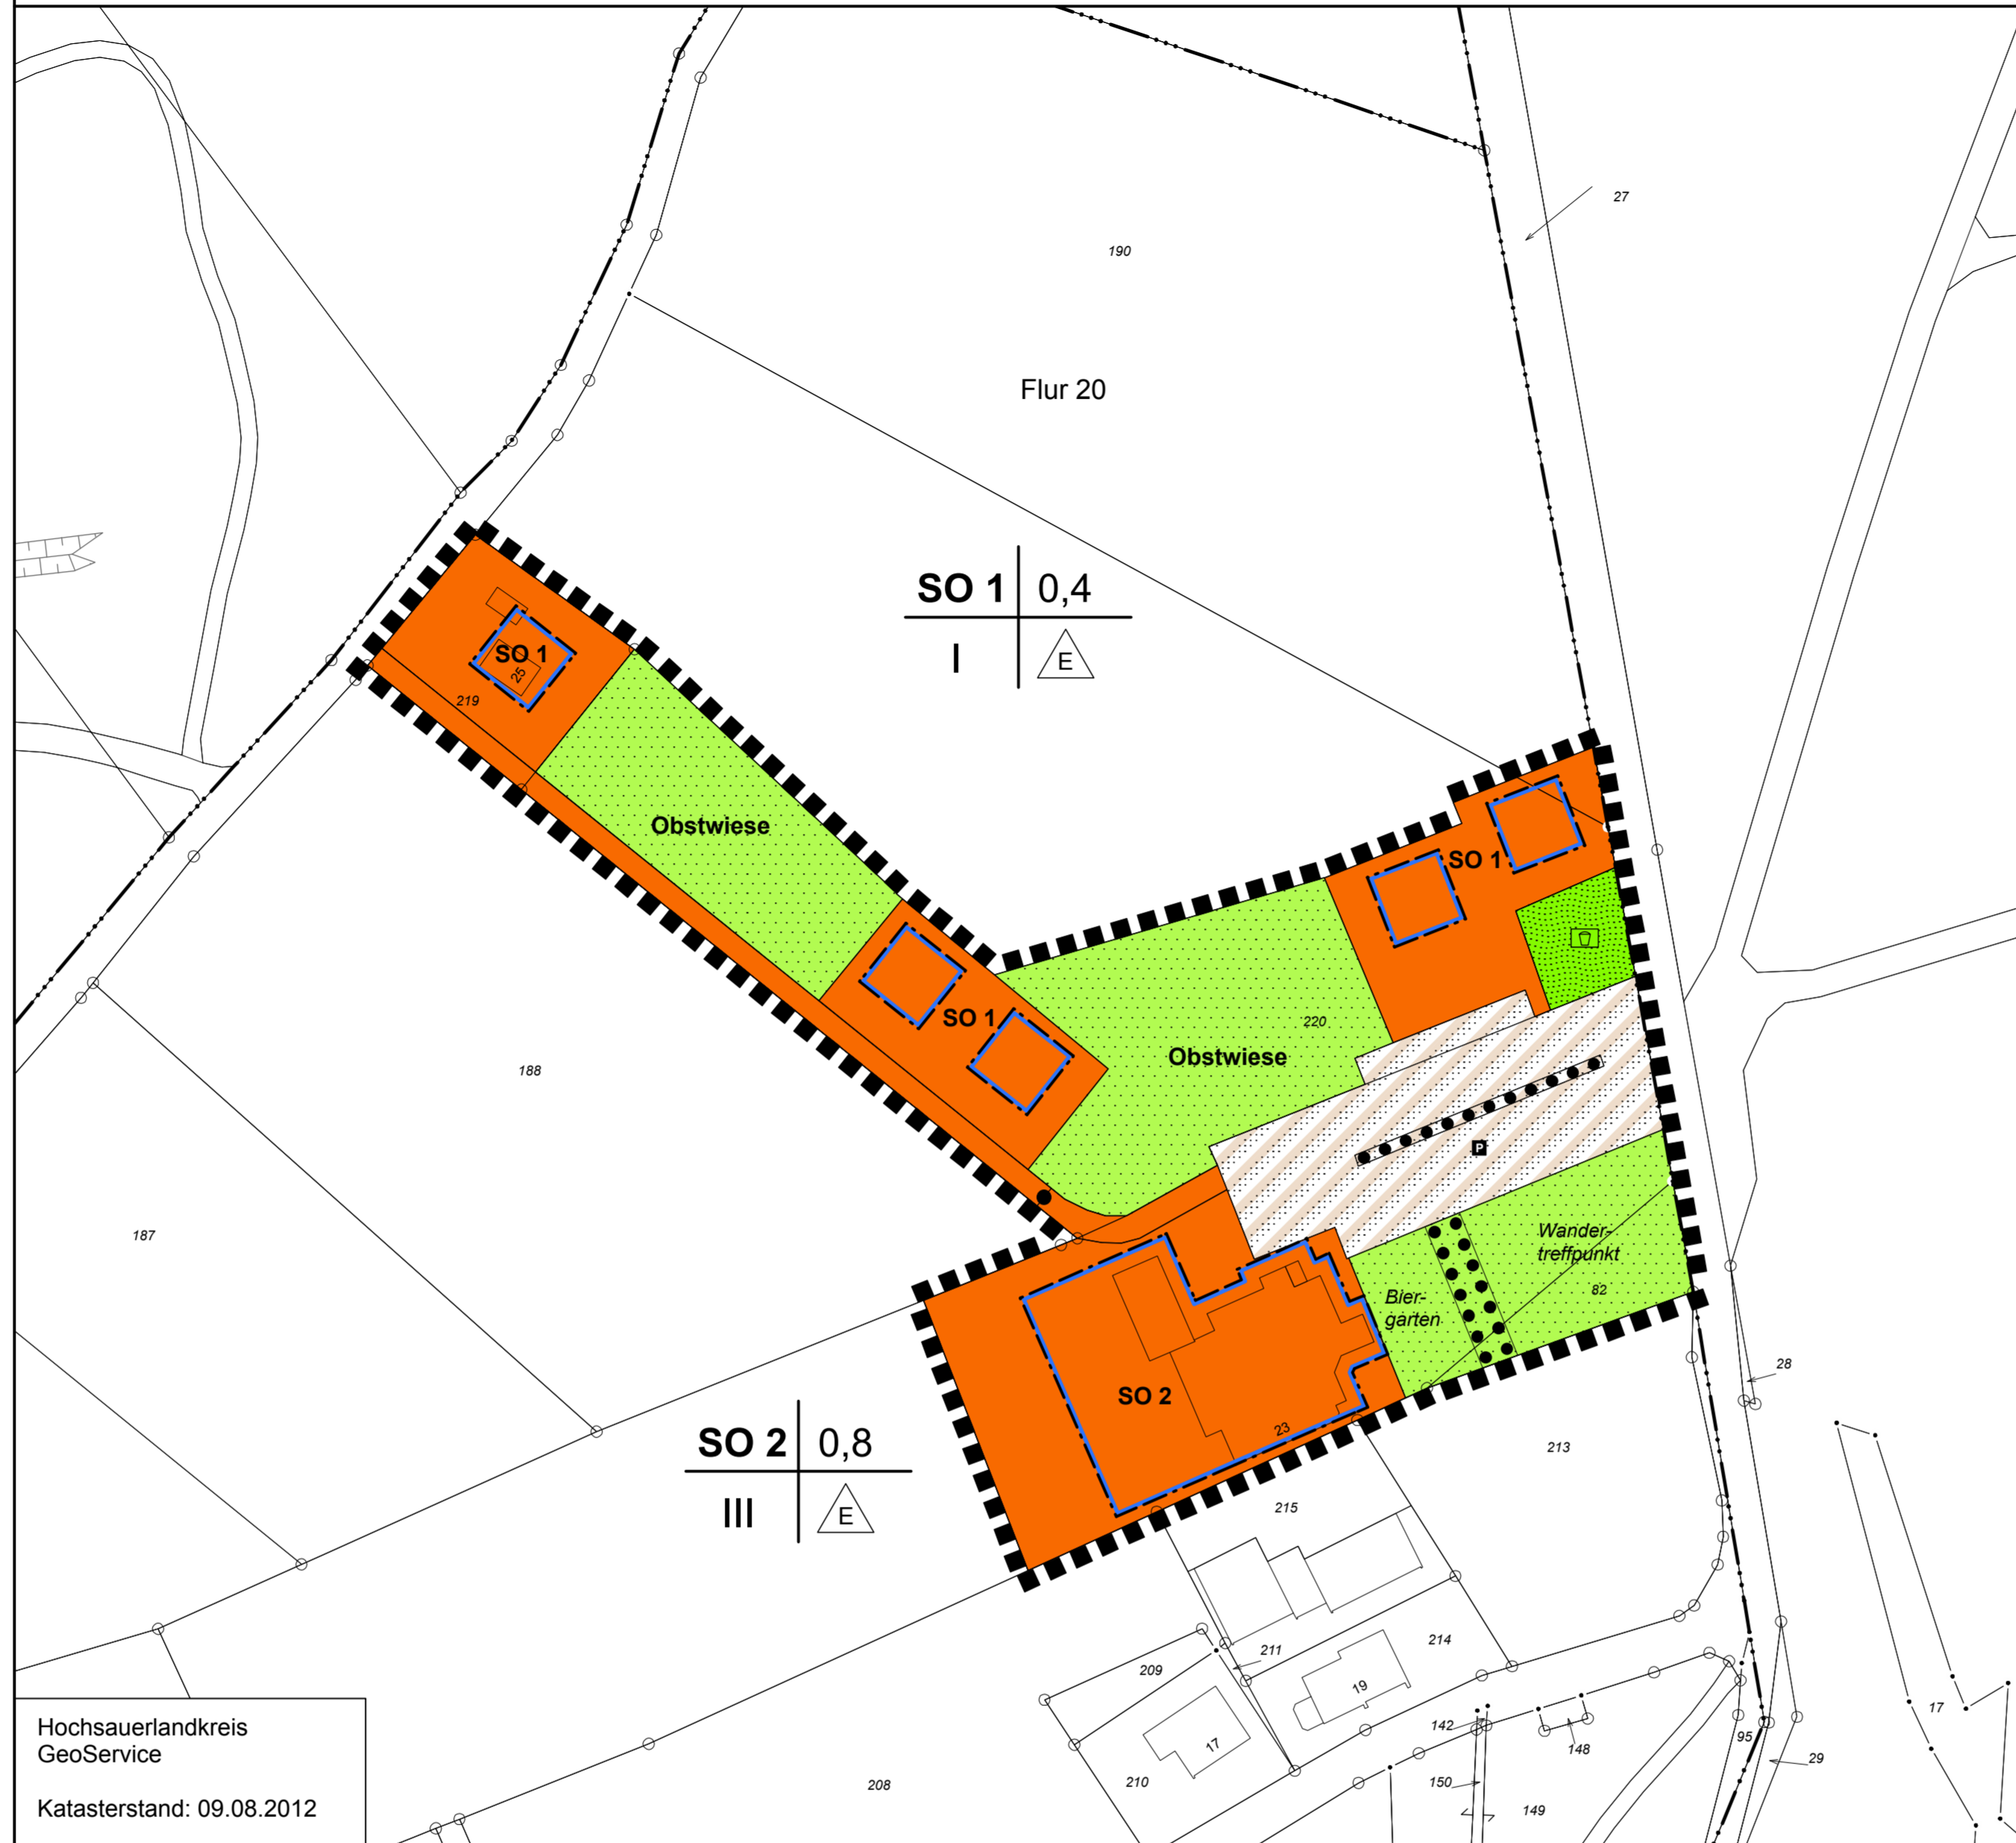 27
190
Flur 20
SO 1 0,4
I E
SO 1
25
219
Obstwiese
SO 1
SO 1
220
Obstwiese
188
P
187
Wander-
treffpunkt
Bier-
garten
82
28
SO 2
23
SO 2 0,8
III E
213
215
214
211
209
19
17
142
148
95
17
29
210
208
150
149
Hochsauerlandkreis
GeoService
Katasterstand: 09.08.2012